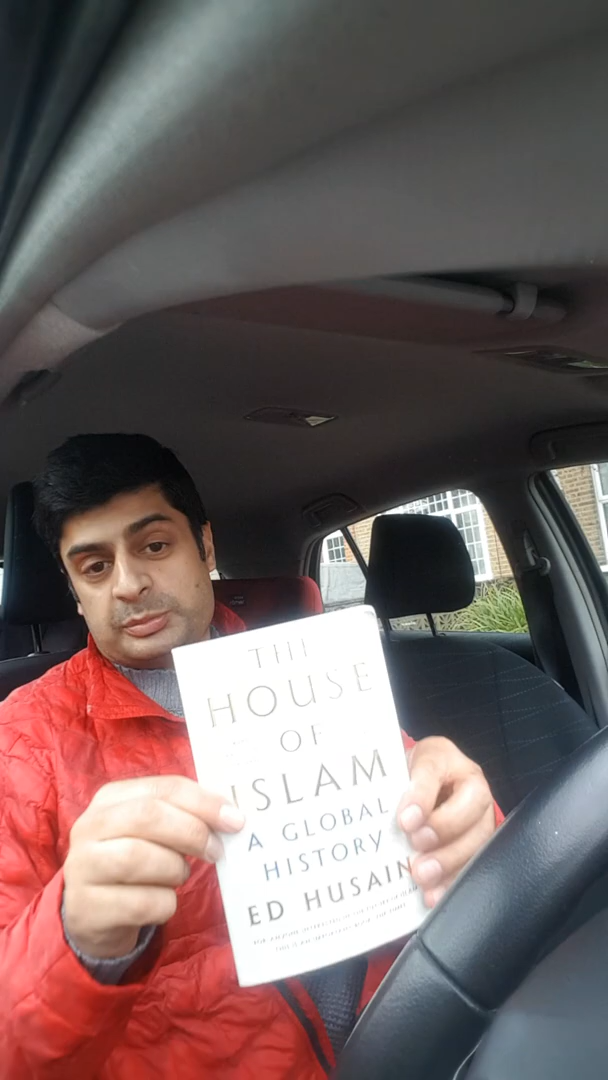 THE
HOUSE
OF
ISLAM
A GLOBAL
HISTORY
ED HUSAIN